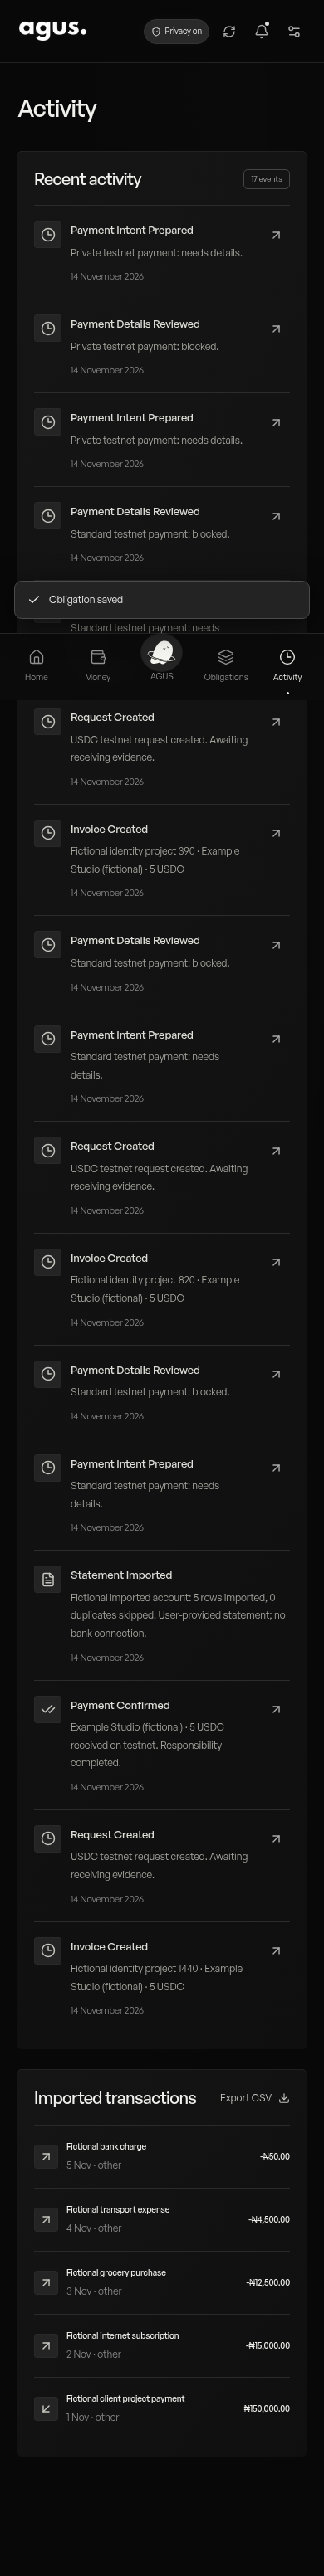 agus.
Privacy on
Activity
Recent activity
17 events
Payment Intent Prepared
Private testnet payment: needs details.
14 November 2026
Payment Details Reviewed
Private testnet payment: blocked.
14 November 2026
Payment Intent Prepared
Private testnet payment: needs details.
14 November 2026
Payment Details Reviewed
Standard testnet payment: blocked.
14 November 2026
Obligation saved
Standard testnet payment: needs
Home
Money
AGUS
Obligations
Activity
Request Created
USDC testnet request created. Awaiting
receiving evidence.
14 November 2026
Invoice Created
Fictional identity project 390 · Example
Studio (fictional) · 5 USDC
14 November 2026
Payment Details Reviewed
Standard testnet payment: blocked.
14 November 2026
Payment Intent Prepared
Standard testnet payment: needs
details.
14 November 2026
Request Created
USDC testnet request created. Awaiting
receiving evidence.
14 November 2026
Invoice Created
Fictional identity project 820 · Example
Studio (fictional) · 5 USDC
14 November 2026
Payment Details Reviewed
Standard testnet payment: blocked.
14 November 2026
Payment Intent Prepared
Standard testnet payment: needs
details.
14 November 2026
Statement Imported
Fictional imported account: 5 rows imported, 0
duplicates skipped. User-provided statement; no
bank connection.
14 November 2026
Payment Confirmed
Example Studio (fictional) · 5 USDC
received on testnet. Responsibility
completed.
14 November 2026
Request Created
USDC testnet request created. Awaiting
receiving evidence.
14 November 2026
Invoice Created
Fictional identity project 1440 · Example
Studio (fictional) · 5 USDC
14 November 2026
Imported transactions
Export CSV
Fictional bank charge
5 Nov · other
-₦50.00
Fictional transport expense
4 Nov · other
-₦4,500.00
Fictional grocery purchase
3 Nov · other
-₦12,500.00
Fictional internet subscription
2 Nov · other
-₦15,000.00
Fictional client project payment
1 Nov · other
₦150,000.00